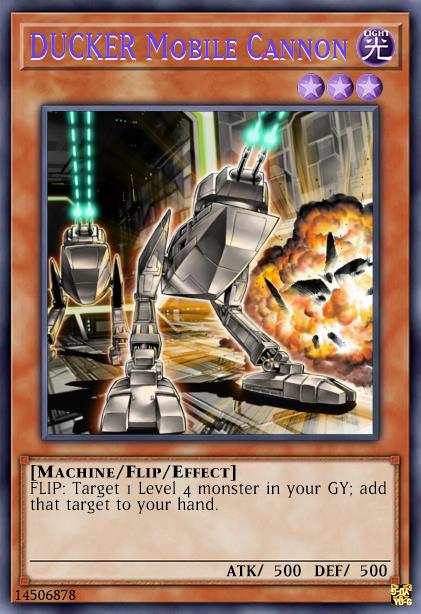 DUCKER Mobile Cannon
LIGHT
光
[Machine/Flip/Effect]
FLIP: Target 1 Level 4 monster in your GY; add
that target to your hand.
ATK/ 500 DEF/ 500
14506878